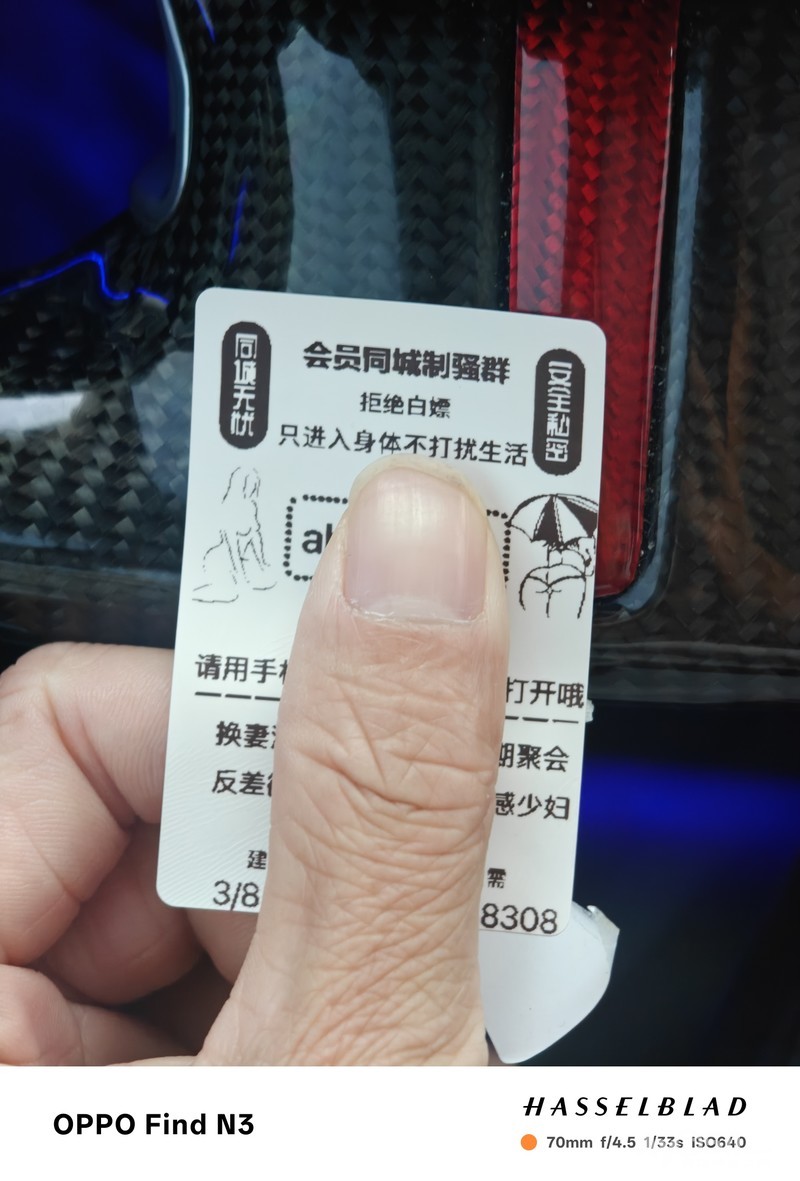 会员同城制骚群
同城无忧
安全私密
拒绝白嫖
只进入身体不打扰生活
请用手 打开哦
换妻 聚会
反差 感少妇
建 需
3/8 8308
OPPO Find N3
HASSELBLAD
70mm f/4.5 1/33s ISO640